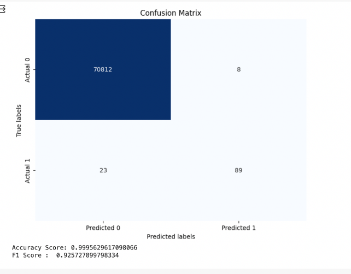 Confusion Matrix
Actual 0
70812
8
True labels
Actual 1
23
89
Predicted 0
Predicted 1
Predicted labels
Accuracy Score: 0.9995629617098066
F1 Score :  0.925727899798334